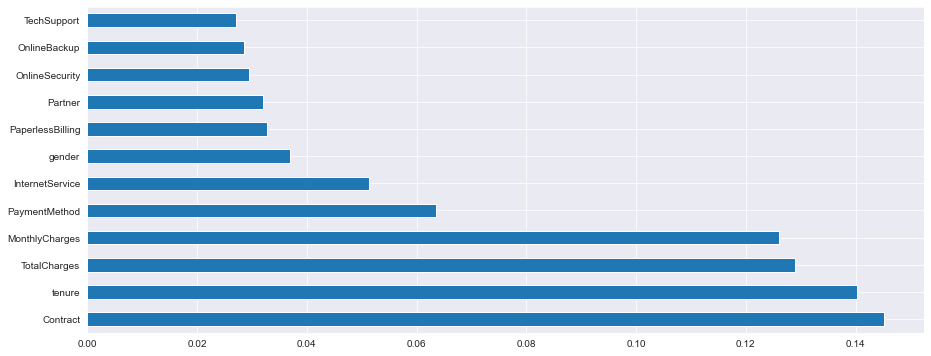 TechSupport
OnlineBackup
OnlineSecurity
Partner
PaperlessBilling
gender
InternetService
PaymentMethod
MonthlyCharges
TotalCharges
tenure
Contract
0.00 0.02 0.04 0.06 0.08 0.10 0.12 0.14